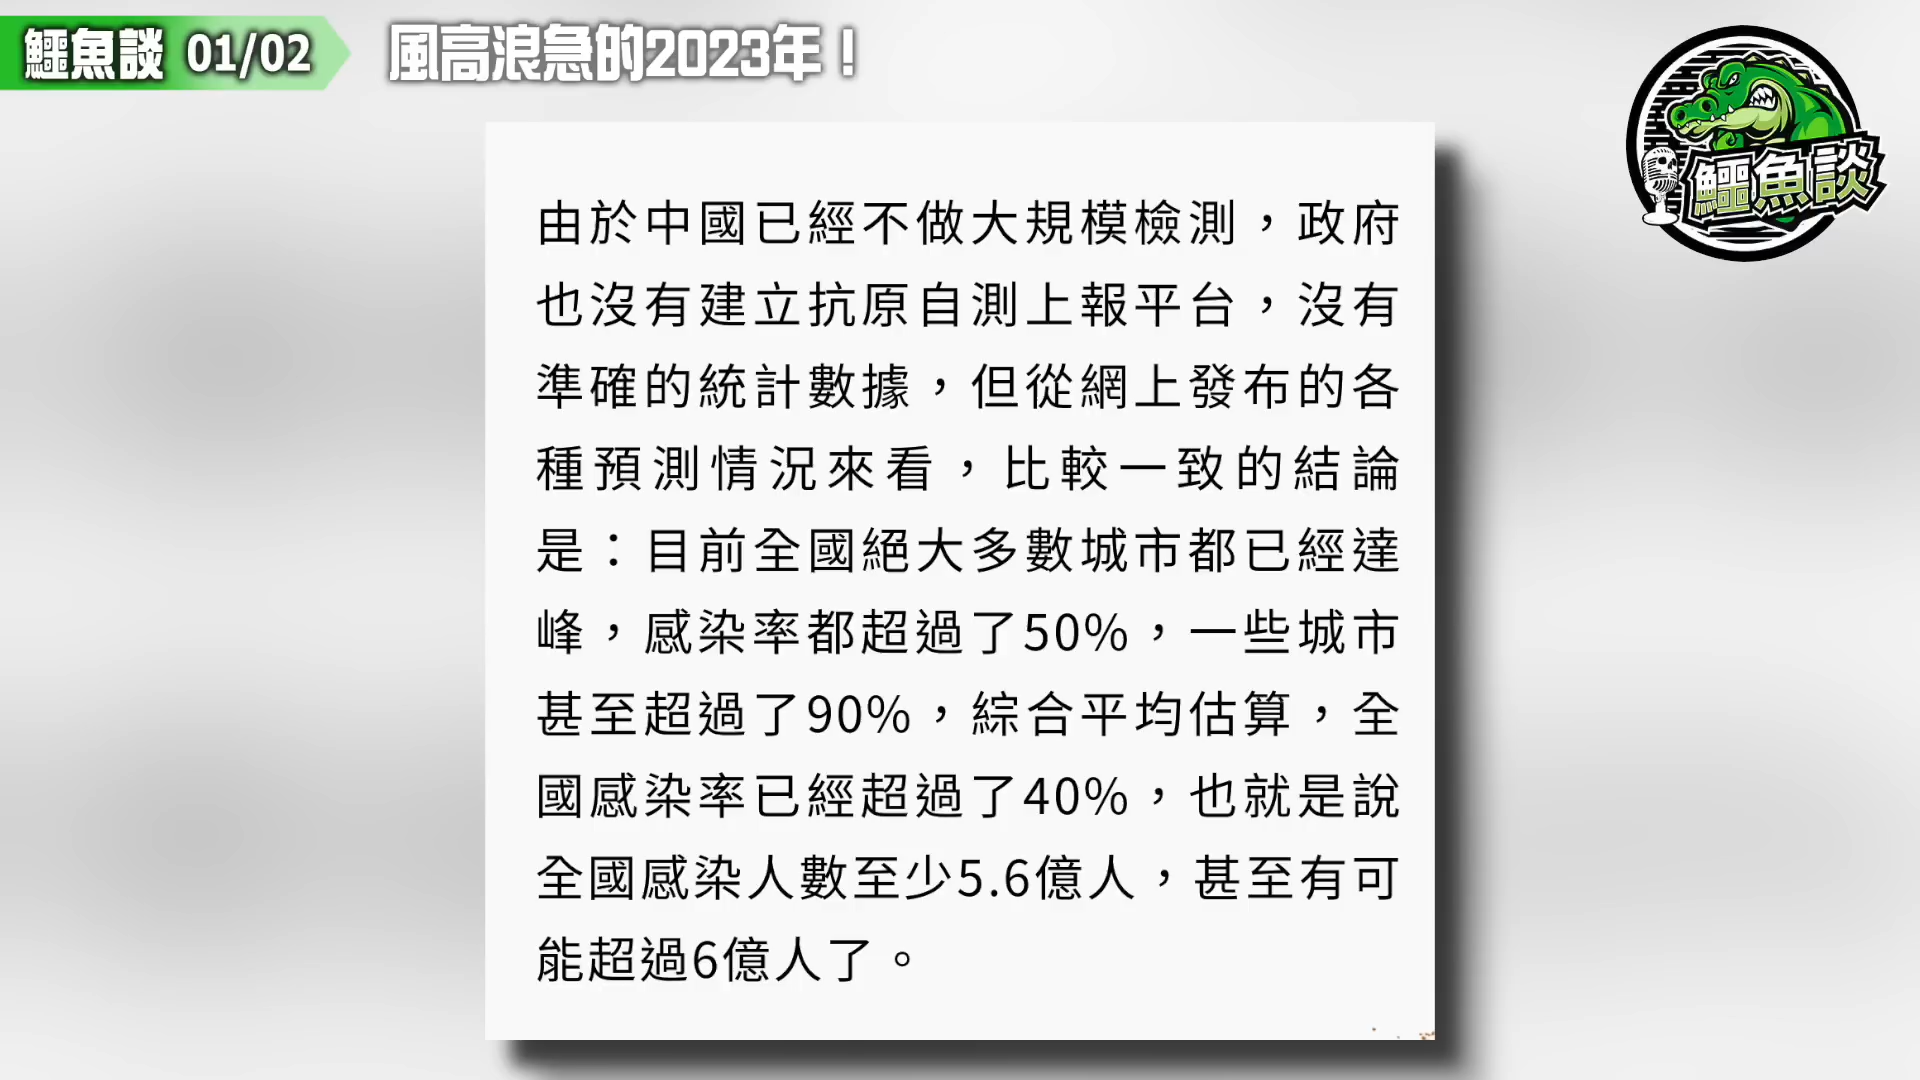 鱷魚談 01/02 風高浪急的2023年！
鱷魚談
由於中國已經不做大規模檢測，政府
也沒有建立抗原自測上報平台，沒有
準確的統計數據，但從網上發布的各
種預測情況來看，比較一致的結論
是：目前全國絕大多數城市都已經達
峰，感染率都超過了50%，一些城市
甚至超過了90%，綜合平均估算，全
國感染率已經超過了40%，也就是說
全國感染人數至少5.6億人，甚至有可
能超過6億人了。